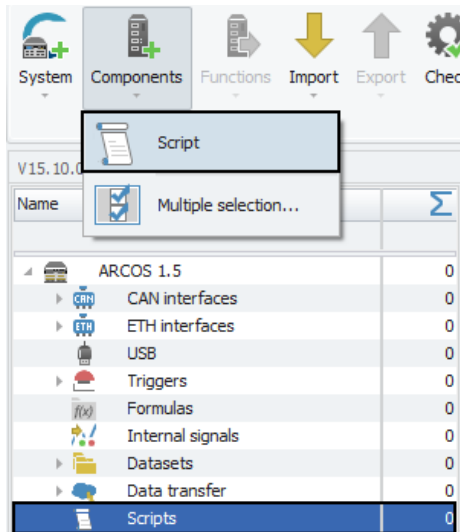 System Components Functions Import Export Chec
Script
V15.10.0
Multiple selection...
Name Σ
ARCOS 1.5 0
CAN CAN interfaces 0
ETH ETH interfaces 0
USB 0
Triggers 0
f(x) Formulas 0
Internal signals 0
Datasets 0
Data transfer 0
Scripts 0